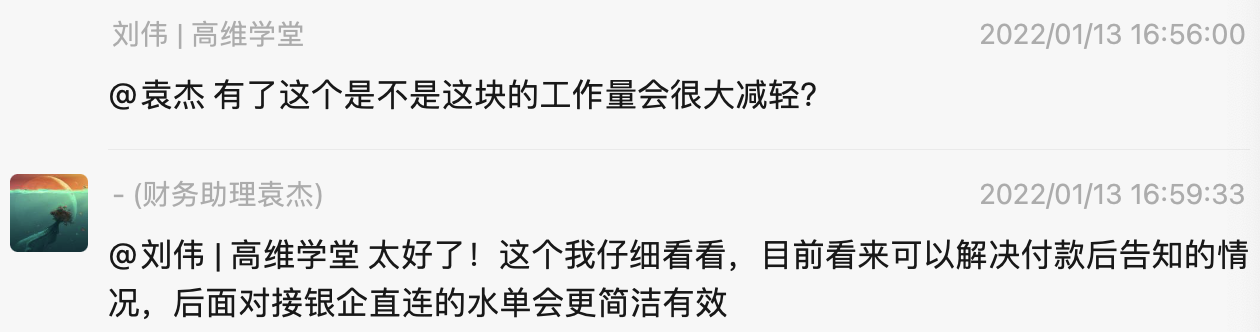 刘伟 | 高维学堂
2022/01/13 16:56:00
@袁杰 有了这个是不是这块的工作量会很大减轻?
- (财务助理袁杰)
2022/01/13 16:59:33
@刘伟 | 高维学堂 太好了！这个我仔细看看，目前看来可以解决付款后告知的情
况，后面对接银企直连的水单会更简洁有效